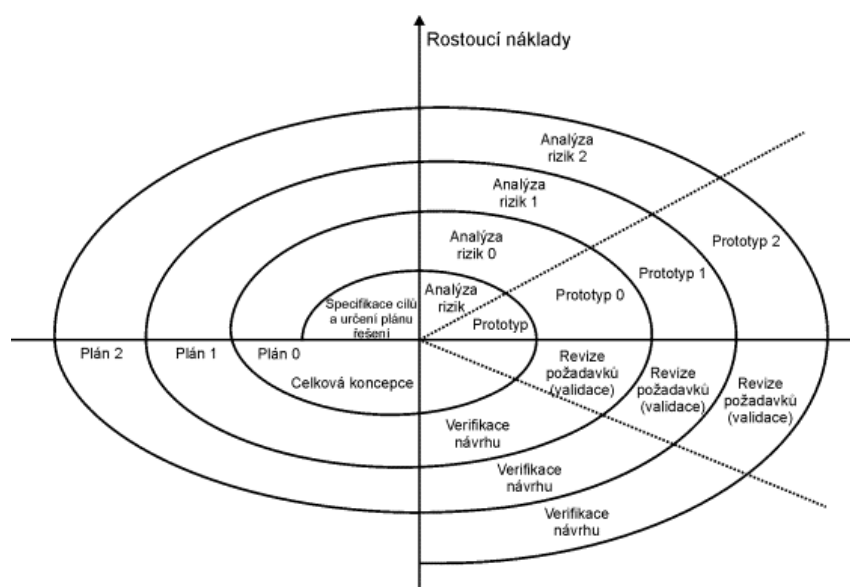 Rostoucí náklady
Analýza
rizik 2
Analýza
rizik 1
Analýza
rizik 0
Analýza
rizik
Prototyp
Prototyp 0
Prototyp 1
Prototyp 2
Specifikace cílů
a určení plánu
řešení
Plán 2
Plán 1
Plán 0
Celková koncepce
Revize
požadavků
(validace)
Revize
požadavků
(validace)
Revize
požadavků
(validace)
Verifikace
návrhu
Verifikace
návrhu
Verifikace
návrhu